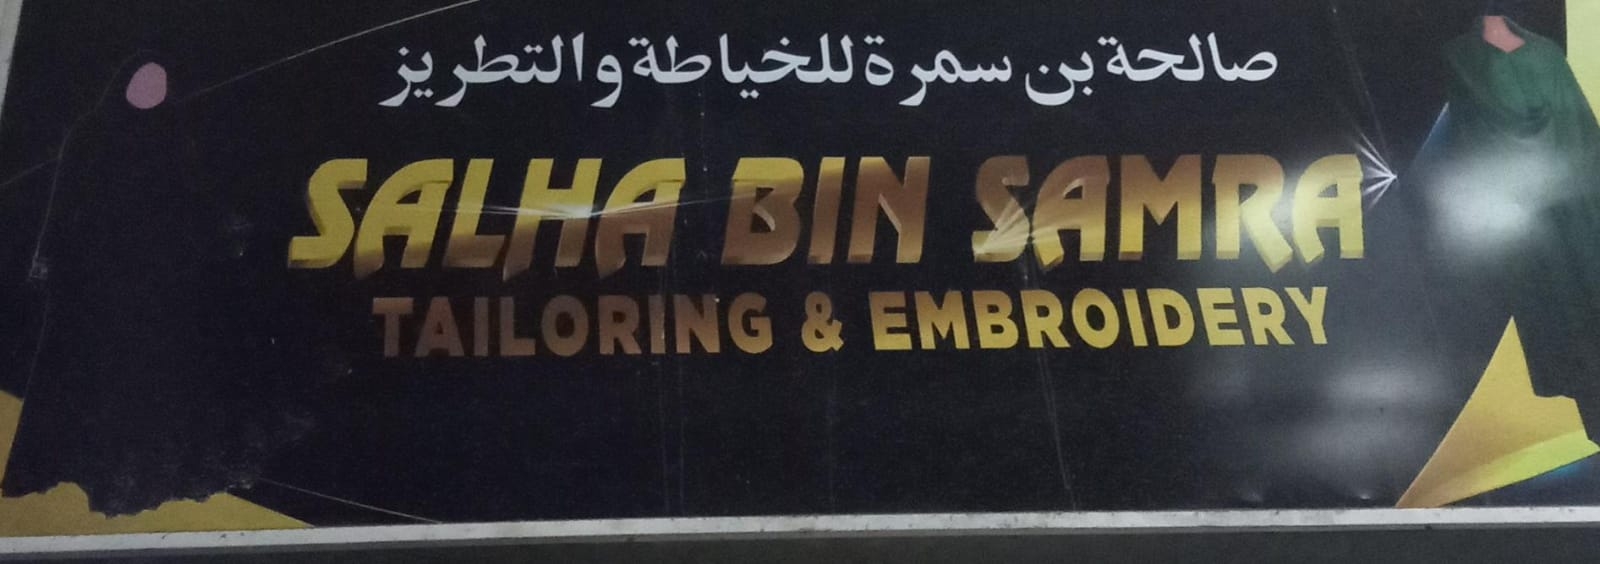 صالحة بن سمرة للخياطة والتطريز
SALHA BIN SAMRA
TAILORING & EMBROIDERY